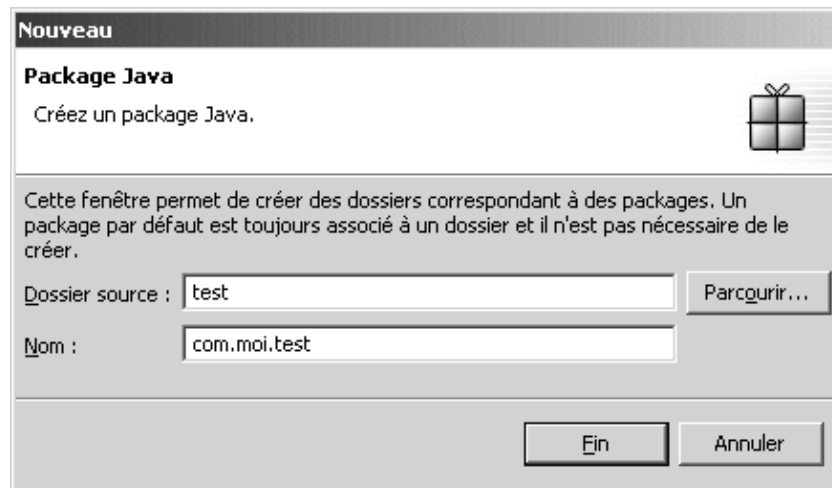 Nouveau
Package Java
Créez un package Java.
Cette fenêtre permet de créer des dossiers correspondant à des packages. Un
package par défaut est toujours associé à un dossier et il n'est pas nécessaire de le
créer.
Dossier source : test Parcourir...
Nom : com.moi.test
Fin Annuler